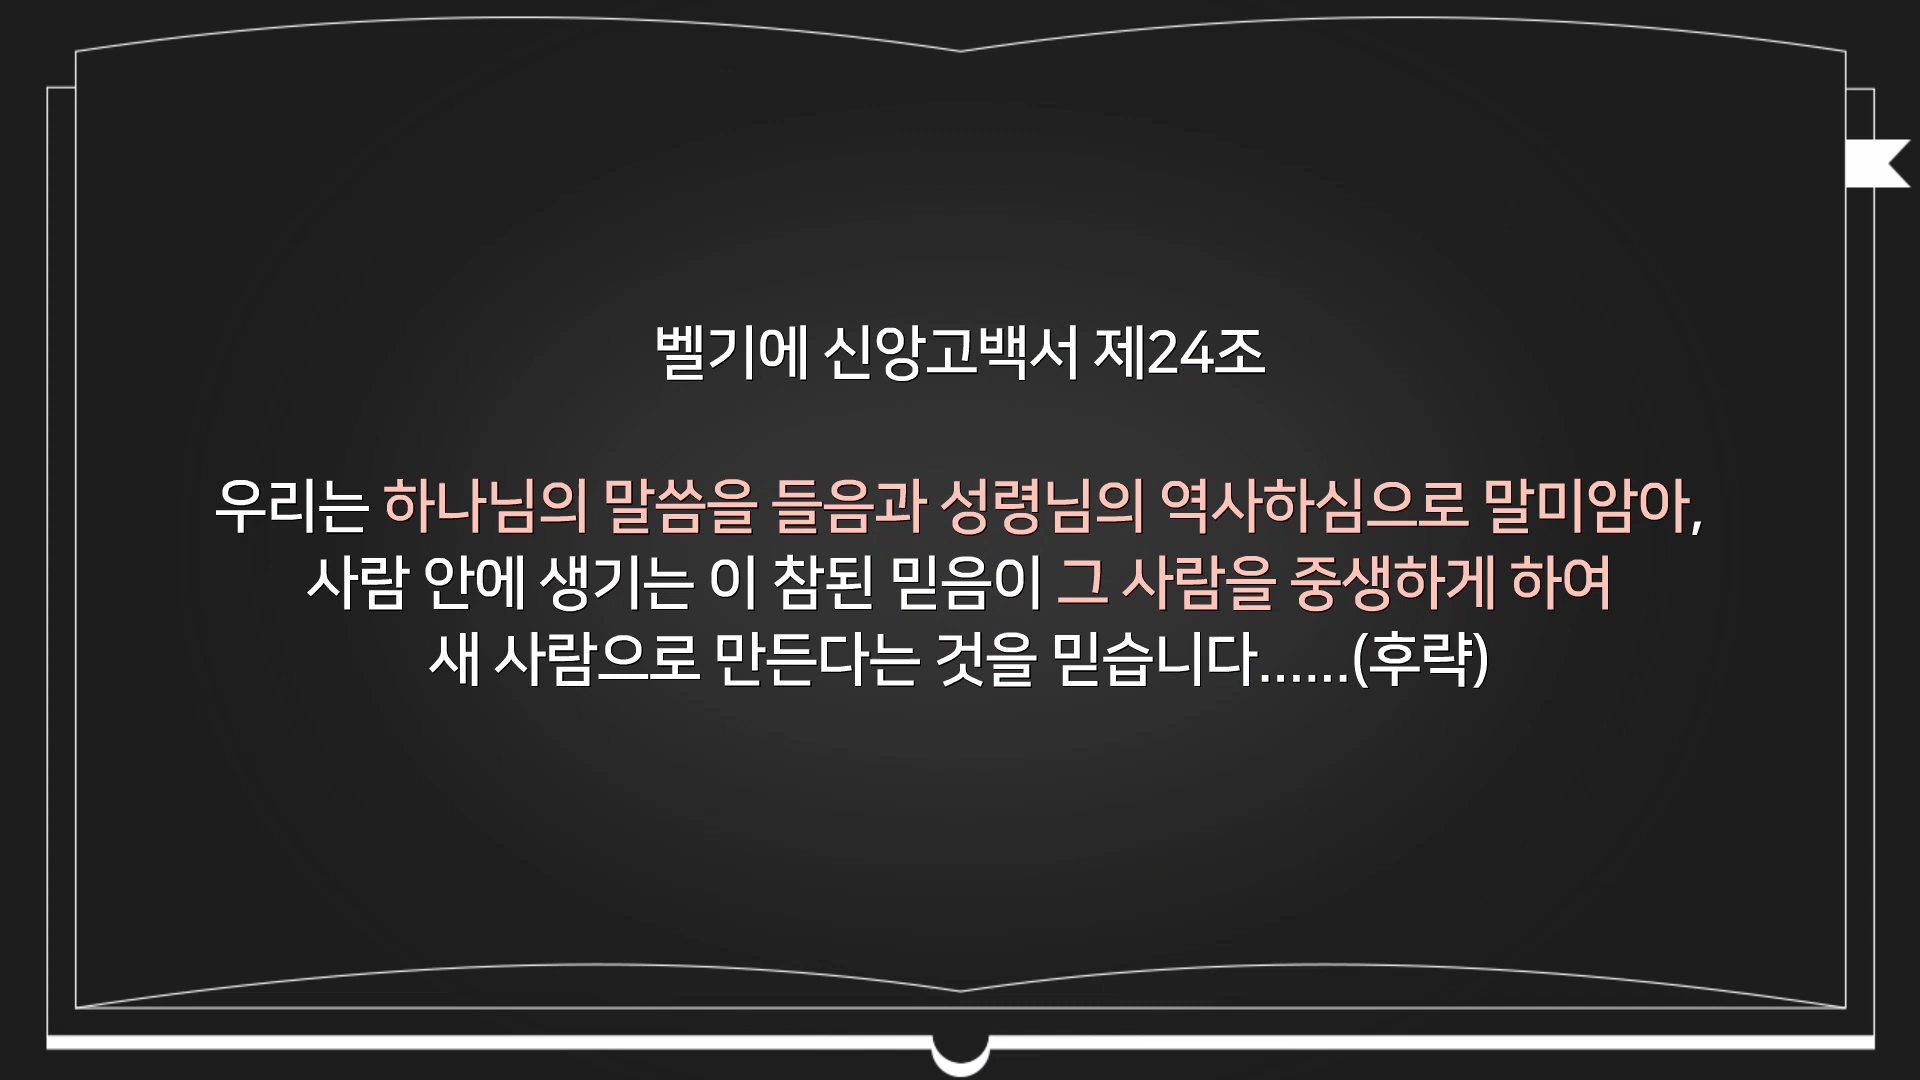 벨기에 신앙고백서 제24조
우리는 하나님의 말씀을 들음과 성령님의 역사하심으로 말미암아,
사람 안에 생기는 이 참된 믿음이 그 사람을 중생하게 하여
새 사람으로 만든다는 것을 믿습니다......(후략)